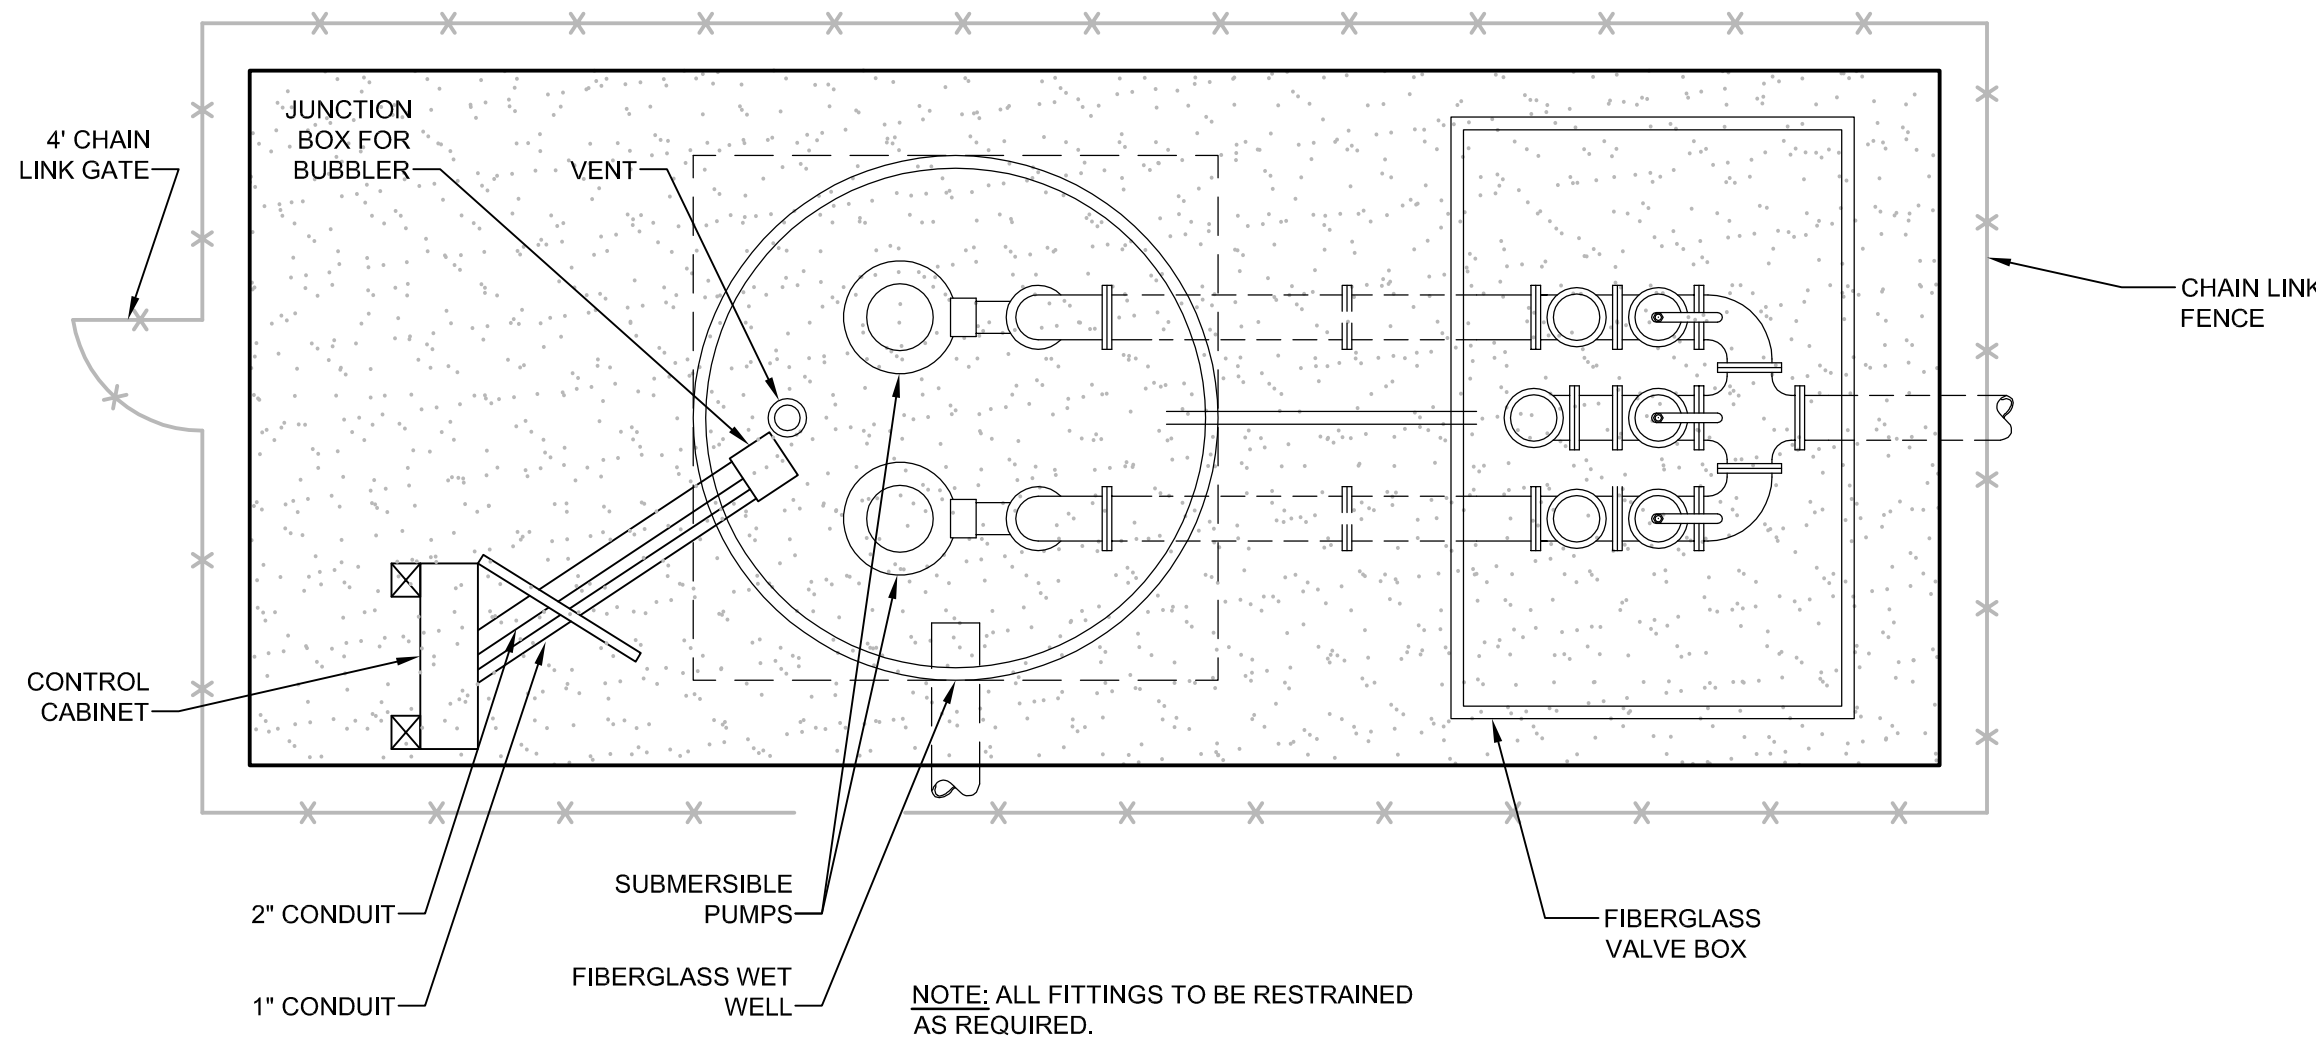 JUNCTION
BOX FOR
BUBBLER
4' CHAIN
LINK GATE
VENT
CHAIN LINK
FENCE
CONTROL
CABINET
2" CONDUIT
1" CONDUIT
SUBMERSIBLE
PUMPS
FIBERGLASS WET
WELL
FIBERGLASS
VALVE BOX
NOTE: ALL FITTINGS TO BE RESTRAINED
AS REQUIRED.